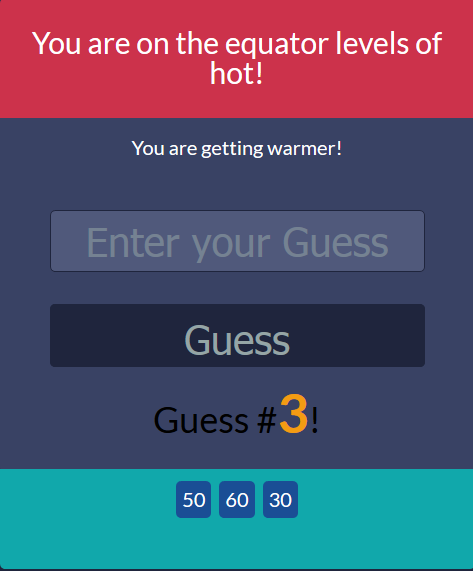 You are on the equator levels of
hot!
You are getting warmer!
Enter your Guess
Guess
Guess #3!
50 60 30